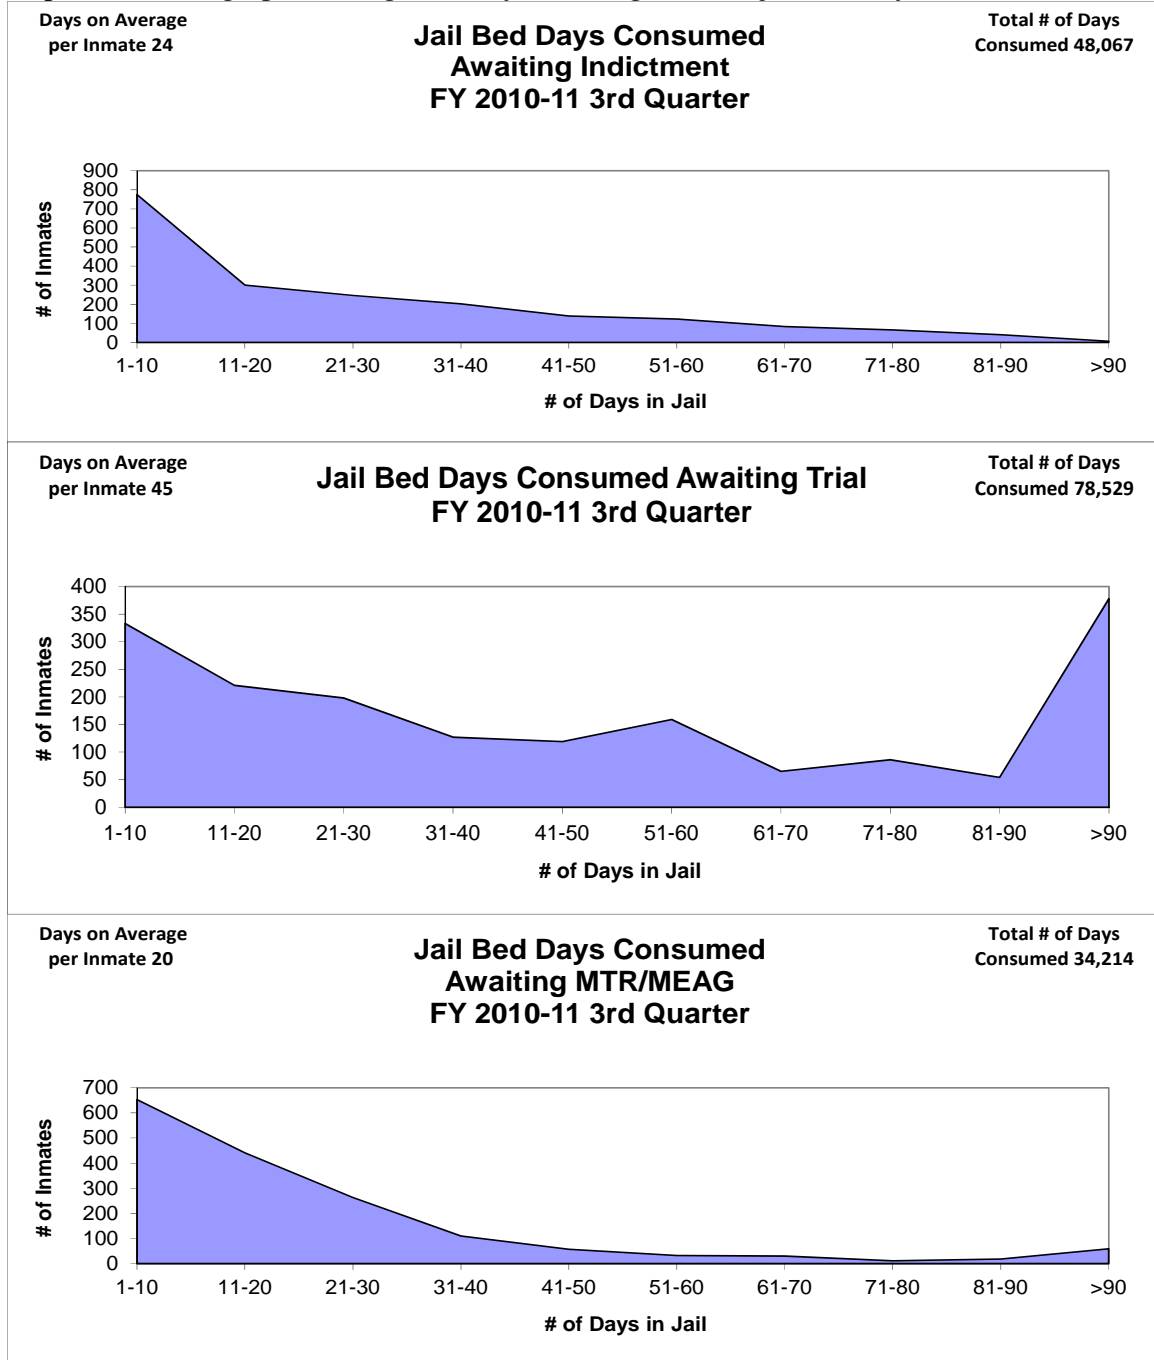 Days on Average
per Inmate 24
Jail Bed Days Consumed
Awaiting Indictment
FY 2010-11 3rd Quarter
Total # of Days
Consumed 48,067
# of Inmates
900
800
700
600
500
400
300
200
100
0
1-10 11-20 21-30 31-40 41-50 51-60 61-70 71-80 81-90 >90
# of Days in Jail
Days on Average
per Inmate 45
Jail Bed Days Consumed Awaiting Trial
FY 2010-11 3rd Quarter
Total # of Days
Consumed 78,529
# of Inmates
400
350
300
250
200
150
100
50
0
1-10 11-20 21-30 31-40 41-50 51-60 61-70 71-80 81-90 >90
# of Days in Jail
Days on Average
per Inmate 20
Jail Bed Days Consumed
Awaiting MTR/MEAG
FY 2010-11 3rd Quarter
Total # of Days
Consumed 34,214
# of Inmates
700
600
500
400
300
200
100
0
1-10 11-20 21-30 31-40 41-50 51-60 61-70 71-80 81-90 >90
# of Days in Jail